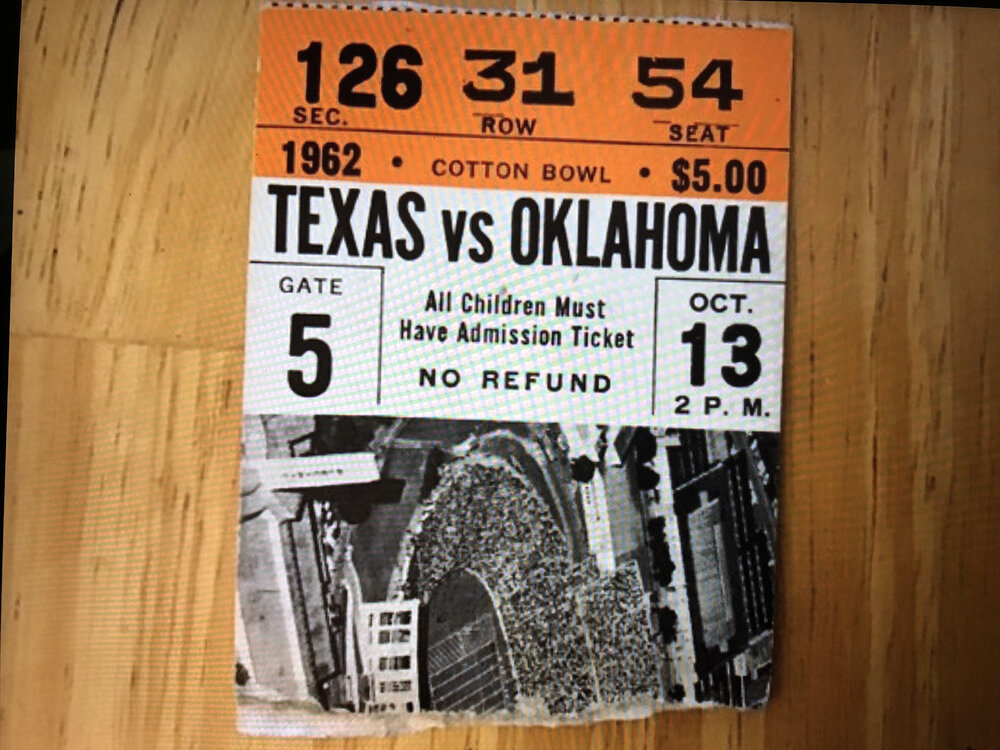 126 31 54
SEC. ROW SEAT
1962 • COTTON BOWL • $5.00
TEXAS VS OKLAHOMA
GATE
5
All Children Must
Have Admission Ticket
NO REFUND
OCT.
13
2 P. M.